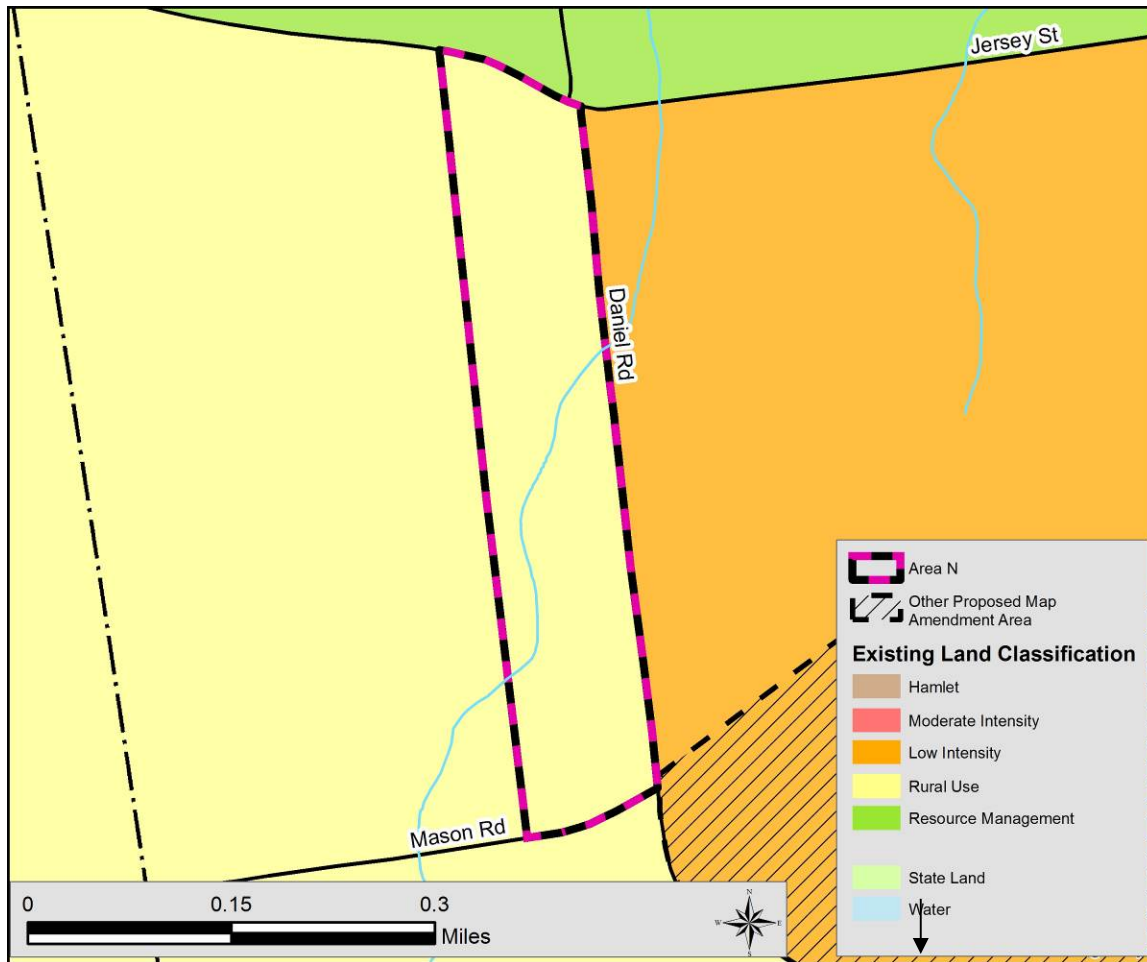 Jersey St
Daniel Rd
Mason Rd
0
0.15
0.3
Miles
N
W
E
S
Area N
Other Proposed Map
Amendment Area
Existing Land Classification
Hamlet
Moderate Intensity
Low Intensity
Rural Use
Resource Management
State Land
Water